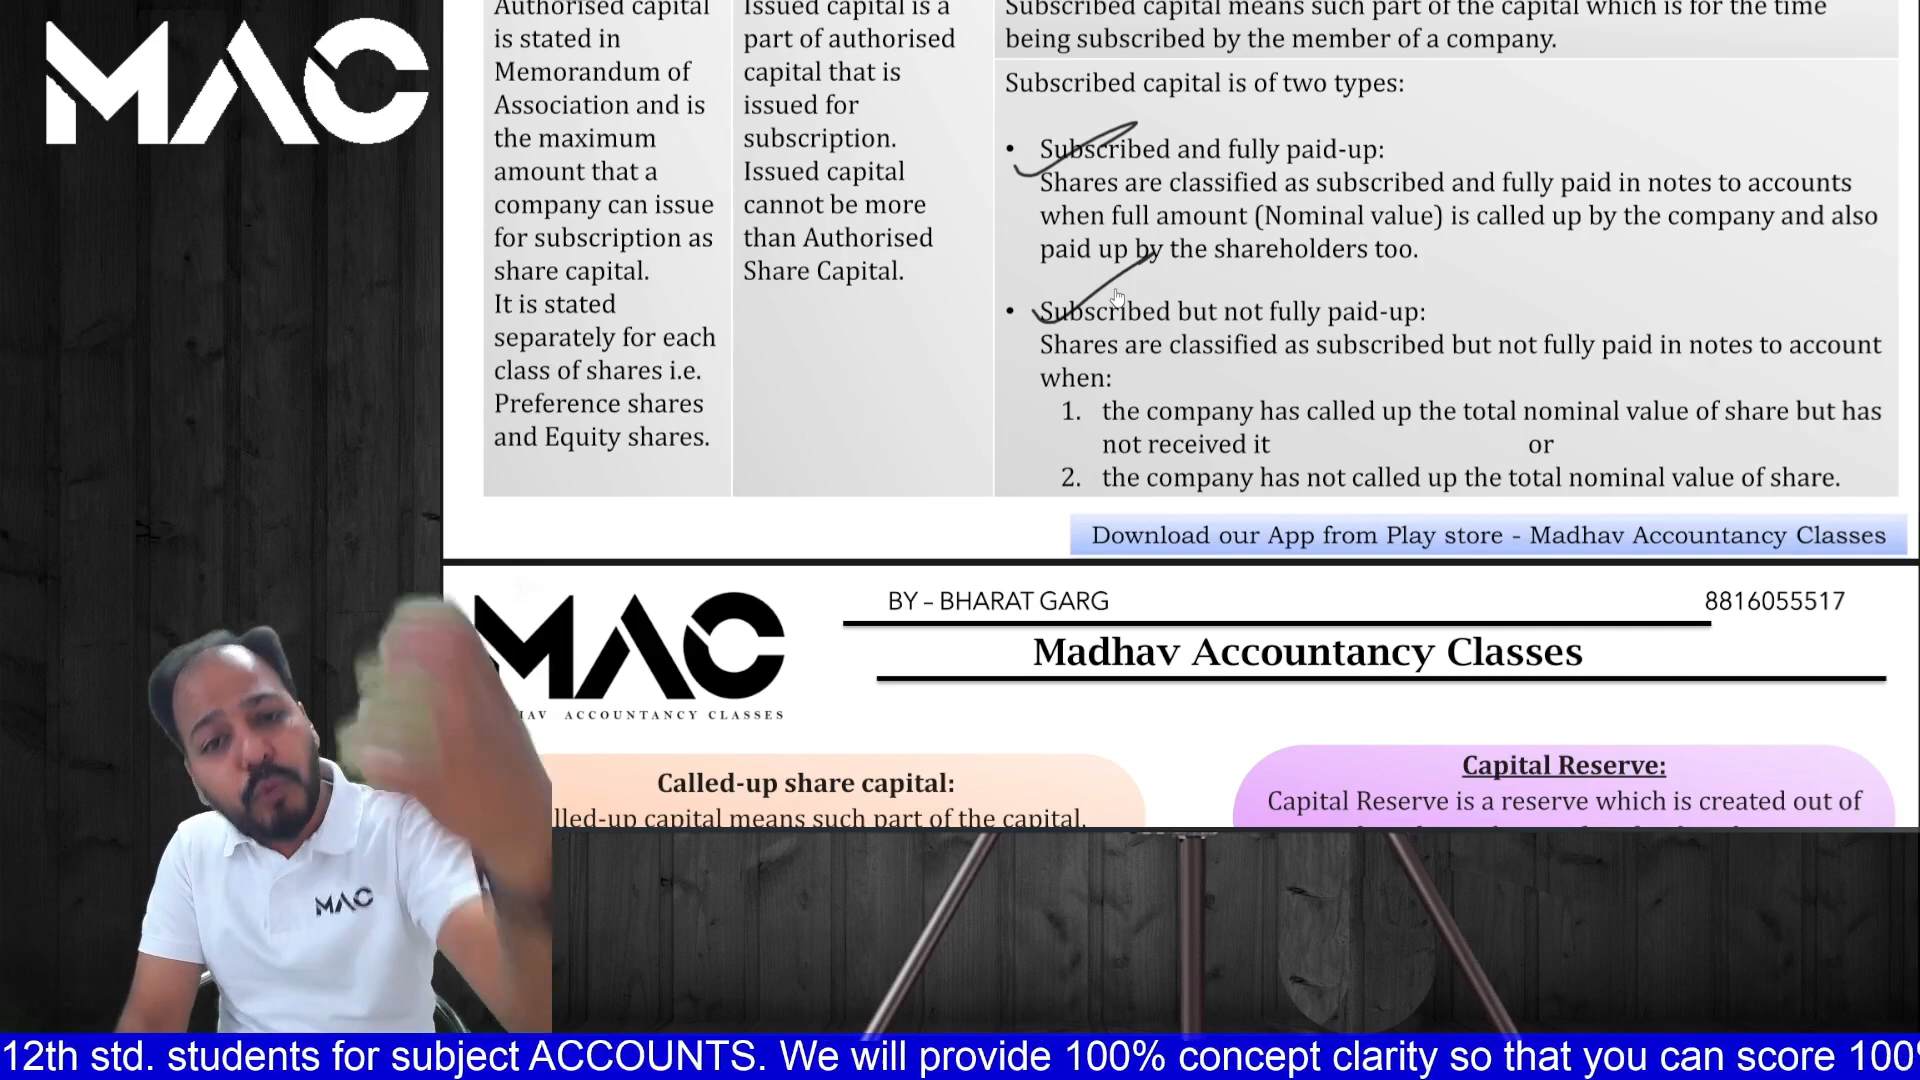 MAC
Authorised capital
is stated in
Memorandum of
Association and is
the maximum
amount that a
company can issue
for subscription as
share capital.
It is stated
separately for each
class of shares i.e.
Preference shares
and Equity shares.
Issued capital is a
part of authorised
capital that is
issued for
subscription.
Issued capital
cannot be more
than Authorised
Share Capital.
Subscribed capital means such part of the capital which is for the time
being subscribed by the member of a company.
Subscribed capital is of two types:
• Subscribed and fully paid-up:
Shares are classified as subscribed and fully paid in notes to accounts
when full amount (Nominal value) is called up by the company and also
paid up by the shareholders too.
• Subscribed but not fully paid-up:
Shares are classified as subscribed but not fully paid in notes to account
when:
1. the company has called up the total nominal value of share but has
not received it or
2. the company has not called up the total nominal value of share.
Download our App from Play store - Madhav Accountancy Classes
MAC
ACCOUNTANCY CLASSES
BY – BHARAT GARG 8816055517
Madhav Accountancy Classes
Called-up share capital:
capital means such part of the capital,
Capital Reserve:
Capital Reserve is a reserve which is created out of
MAC
12th std. students for subject ACCOUNTS. We will provide 100% concept clarity so that you can score 100